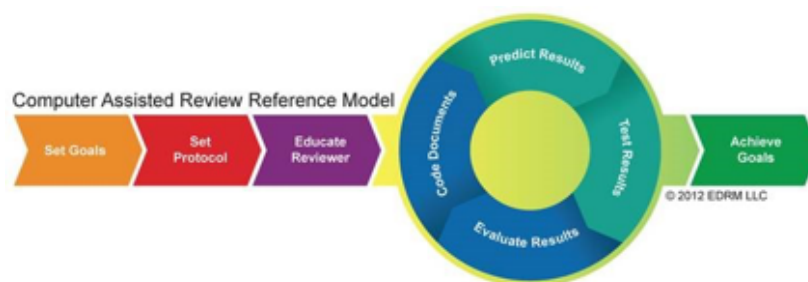 Computer Assisted Review Reference Model
Set Goals
Set
Protocol
Educate
Reviewer
Code Documents
Predict Results
Test Results
Evaluate Results
Achieve
Goals
© 2012 EDRM LLC